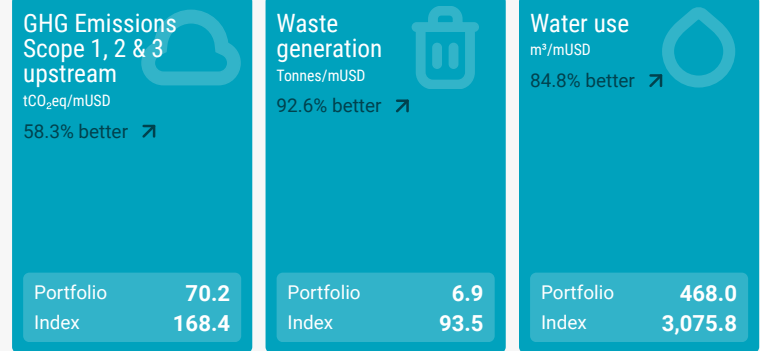 GHG Emissions
Scope 1, 2 & 3
upstream
tCO₂eq/mUSD
58.3% better
Portfolio 70.2
Index 168.4
Waste
generation
Tonnes/mUSD
92.6% better
Portfolio 6.9
Index 93.5
Water use
m³/mUSD
84.8% better
Portfolio 468.0
Index 3,075.8